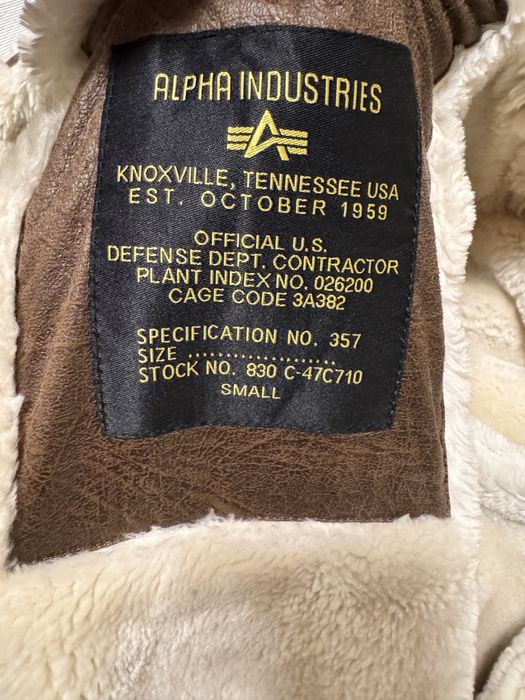 ALPHA INDUSTRIES
KNOXVILLE, TENNESSEE USA
EST. OCTOBER 1959
OFFICIAL U.S.
DEFENSE DEPT. CONTRACTOR
PLANT INDEX NO. 026200
CAGE CODE 3A382
SPECIFICATION NO. 357
SIZE ....................
STOCK NO. 830 C-47C710
SMALL